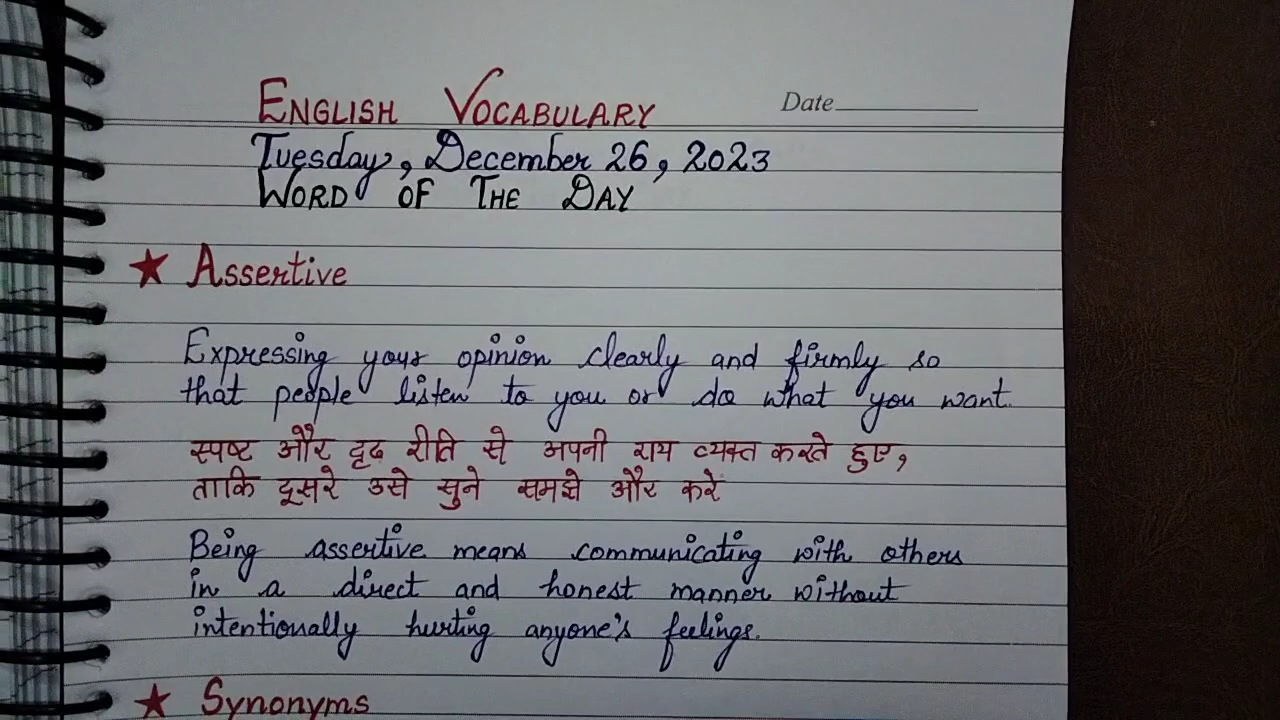 ENGLISH VOCABULARY
Date
Tuesday, December 26, 2023
WORD OF THE DAY
★ Assertive
Expressing your opinion clearly and firmly so
that people listen to you or do what you want.
स्पष्ट और दृढ़ रीति से अपनी राय व्यक्त करते हुए,
ताकि दूसरे उसे सुने समझे और करें
Being assertive means communicating with others
in a direct and honest manner without
intentionally hurting anyone's feelings.
★ Synonyms